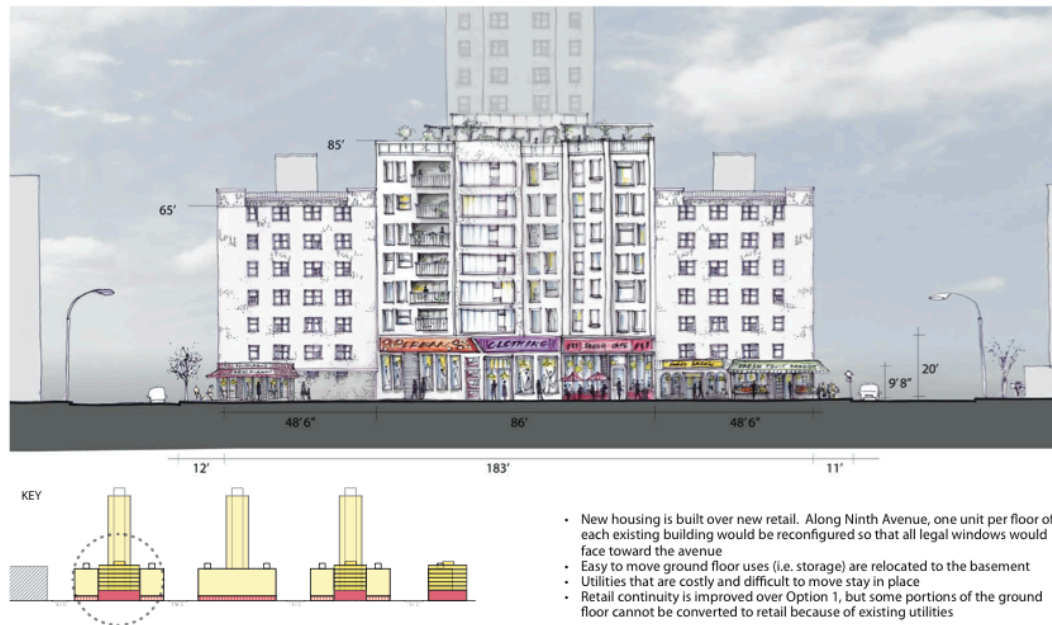 85'
65'
CLOTHING
20'
9'8"
48'6"
86'
48'6"
12'
183'
11'
KEY
• New housing is built over new retail. Along Ninth Avenue, one unit per floor of
each existing building would be reconfigured so that all legal windows would
face toward the avenue
• Easy to move ground floor uses (i.e. storage) are relocated to the basement
• Utilities that are costly and difficult to move stay in place
• Retail continuity is improved over Option 1, but some portions of the ground
floor cannot be converted to retail because of existing utilities